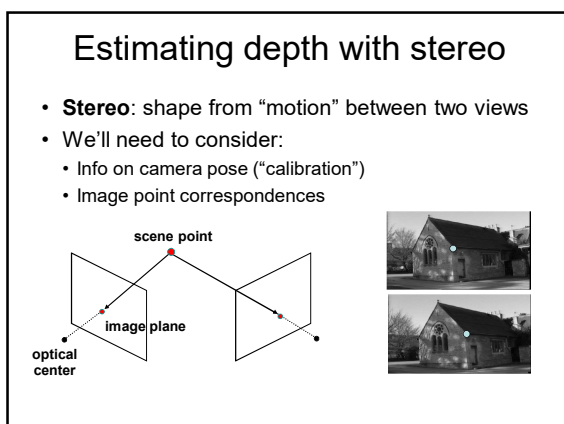 Estimating depth with stereo
• Stereo: shape from “motion” between two views
• We’ll need to consider:
• Info on camera pose (“calibration”)
• Image point correspondences
scene point
image plane
optical
center